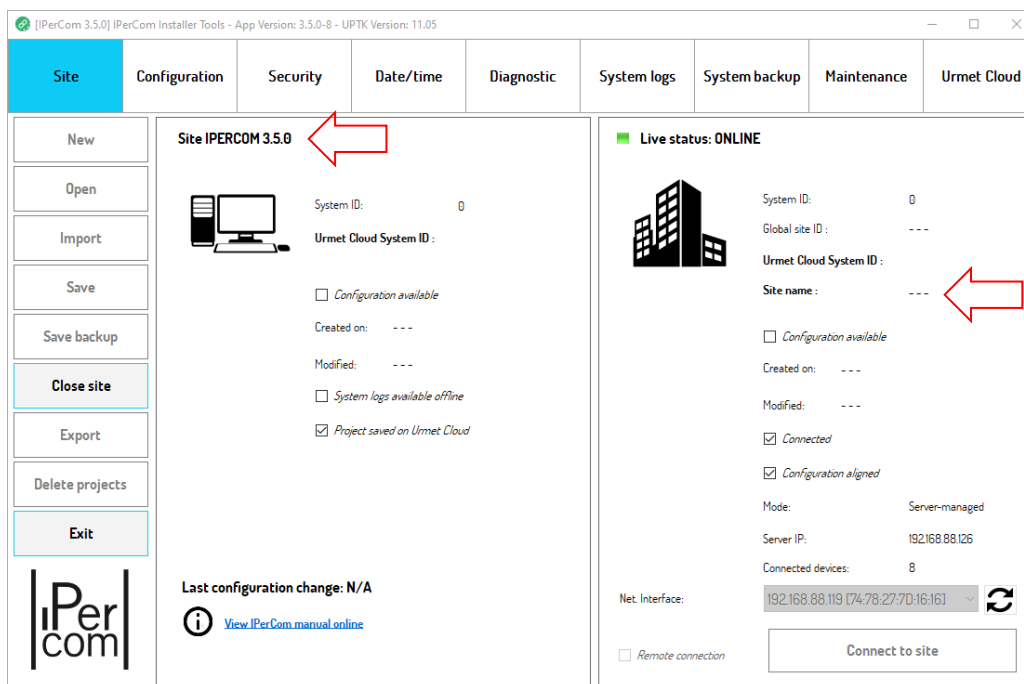 [IPerCom 3.5.0] IPerCom Installer Tools - App Version: 3.5.0-8 - UPTK Version: 11.05
Site
Configuration
Security
Date/time
Diagnostic
System logs
System backup
Maintenance
Urmet Cloud
New
Open
Import
Save
Save backup
Close site
Export
Delete projects
Exit
IPer
com
Site IPERCOM 3.5.0
System ID: 0
Urmet Cloud System ID :
Configuration available
Created on: ---
Modified: ---
System logs available offline
Project saved on Urmet Cloud
Last configuration change: N/A
View IPerCom manual online
Live status: ONLINE
System ID: 0
Global site ID : ---
Urmet Cloud System ID :
Site name : ---
Configuration available
Created on: ---
Modified: ---
Connected
Configuration aligned
Mode: Server-managed
Server IP: 192.168.88.126
Connected devices: 8
Net. Interface: 192.168.88.119 [74:78:27:7D:16:16]
Remote connection
Connect to site